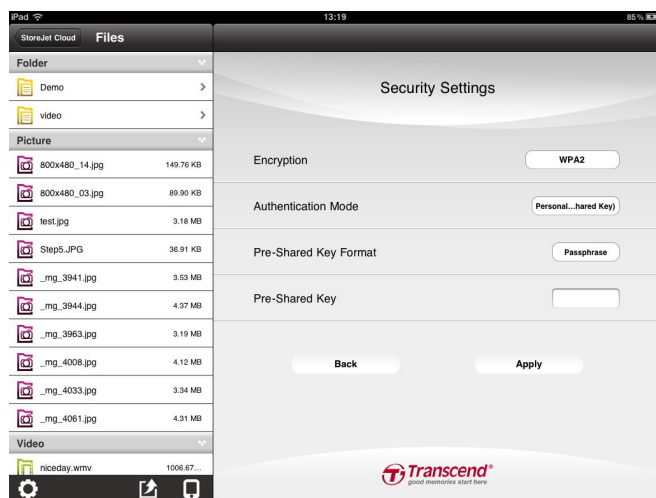 iPad 13:19 85%
StoreJet Cloud Files
Folder
Demo
video
Picture
800x480_14.jpg 149.76 KB
800x480_03.jpg 89.90 KB
test.jpg 3.18 MB
Step5.JPG 36.91 KB
_mg_3941.jpg 3.53 MB
_mg_3944.jpg 4.37 MB
_mg_3963.jpg 3.19 MB
_mg_4008.jpg 4.12 MB
_mg_4033.jpg 3.34 MB
_mg_4061.jpg 4.31 MB
Video
niceday.wmv 1006.67...
Security Settings
Encryption WPA2
Authentication Mode Personal...hared Key)
Pre-Shared Key Format Passphrase
Pre-Shared Key
Back Apply
Transcend®
good memories start here